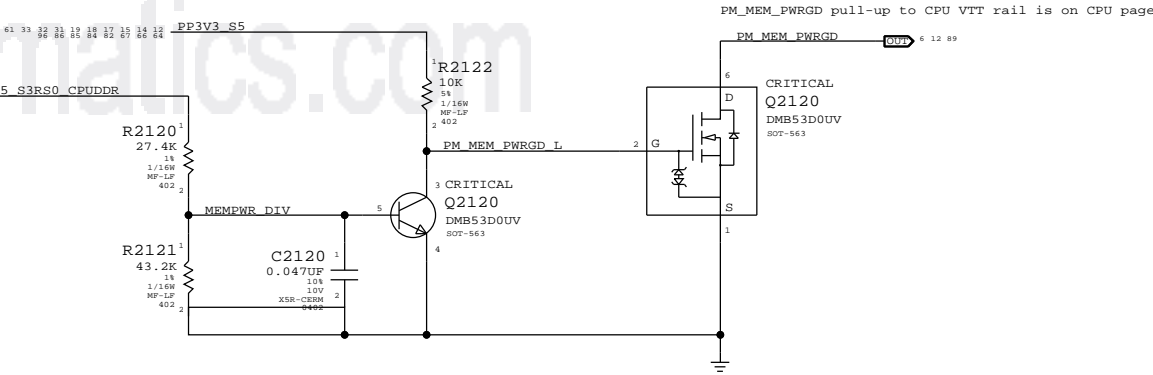 PM_MEM_PWRGD pull-up to CPU VTT rail is on CPU page
61 33 32 31 19 18 17 15 14 12
96 86 85 84 82 67 66 64
PP3V3_S5
PM_MEM_PWRGD
OUT
6 12 89
matics.com
5_S3RS0_CPUDDR
1
R2122
10K
5%
1/16W
MF-LF
402
2
6
D
CRITICAL
Q2120
DMB53D0UV
SOT-563
R2120
1
27.4K
1%
1/16W
MF-LF
402
2
PM_MEM_PWRGD_L
2
G
S
1
3
CRITICAL
Q2120
DMB53D0UV
SOT-563
4
MEMPWR_DIV
5
R2121
1
43.2K
1%
1/16W
MF-LF
402
2
C2120
1
0.047UF
10%
10V
X5R-CERM
0402
2